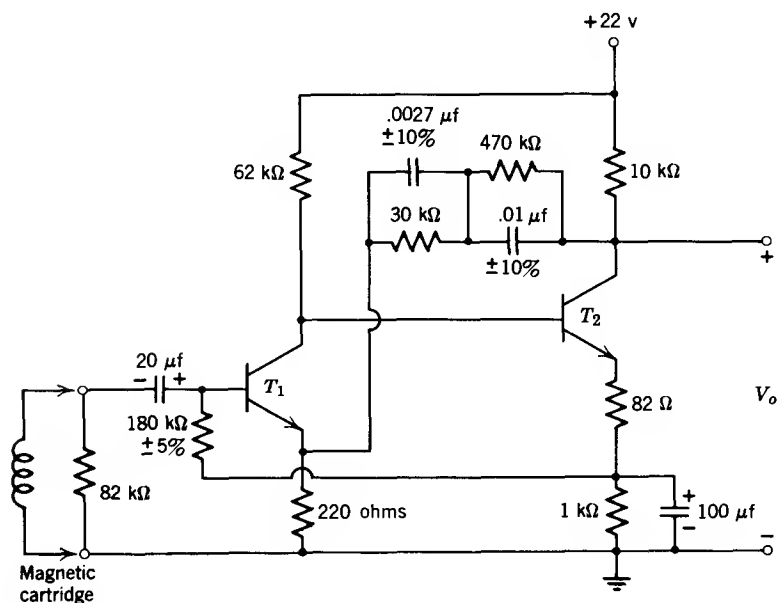 +22 v
.0027 μf
±10%
470 kΩ
62 kΩ
10 kΩ
30 kΩ
.01 μf
±10%
+
T₂
20 μf
− +
T₁
180 kΩ
±5%
82 Ω
Vₒ
82 kΩ
220 ohms
1 kΩ
+
−
100 μf
−
Magnetic
cartridge